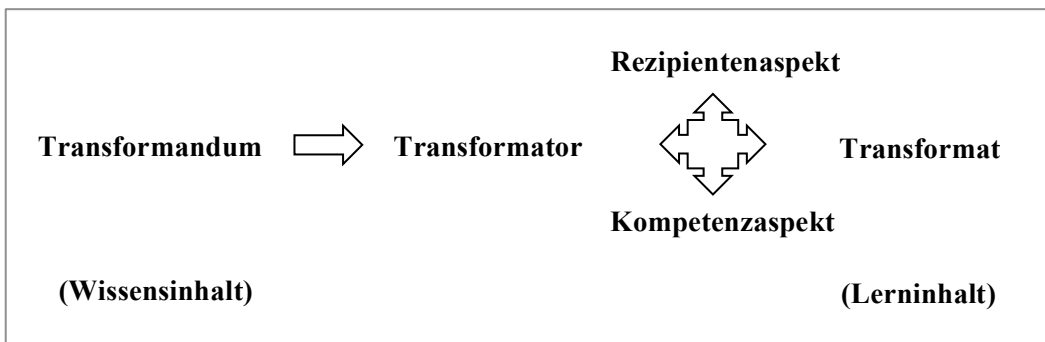 Rezipientenaspekt
Transformandum Transformator Transformat
Kompetenzaspekt
(Wissensinhalt) (Lerninhalt)